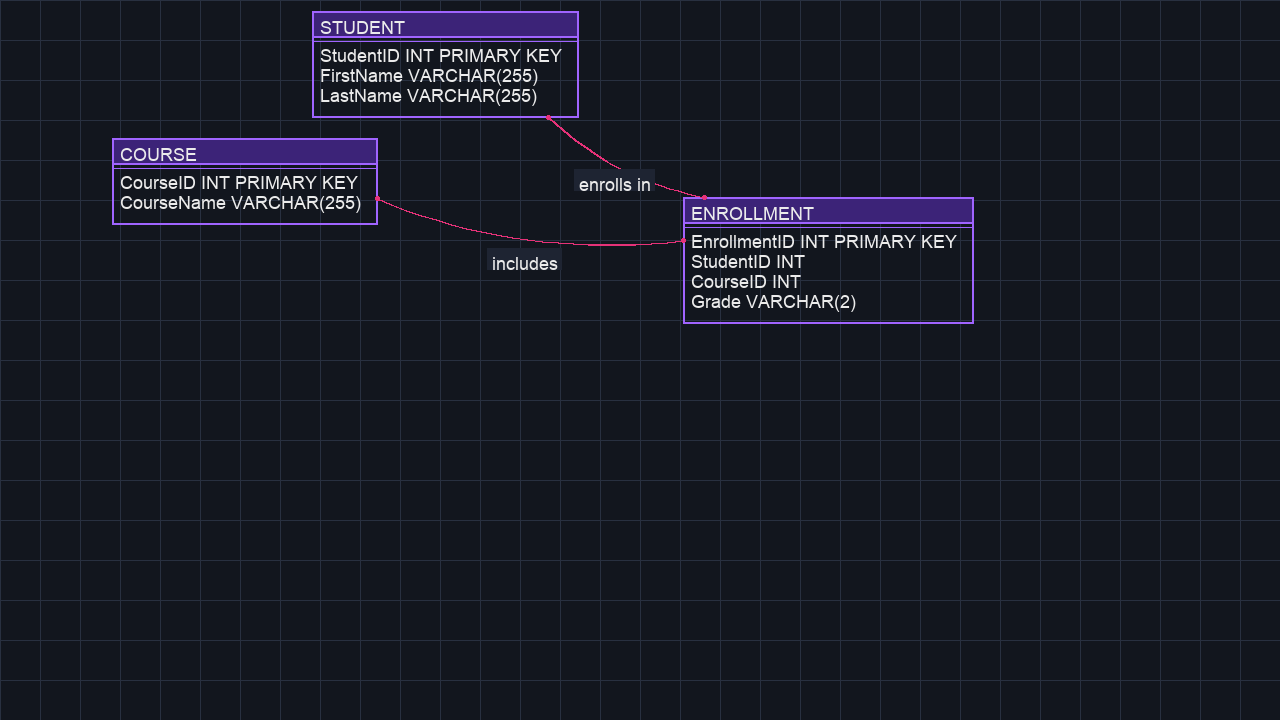 STUDENT
StudentID INT PRIMARY KEY
FirstName VARCHAR(255)
LastName VARCHAR(255)
COURSE
CourseID INT PRIMARY KEY
CourseName VARCHAR(255)
enrolls in
includes
ENROLLMENT
EnrollmentID INT PRIMARY KEY
StudentID INT
CourseID INT
Grade VARCHAR(2)